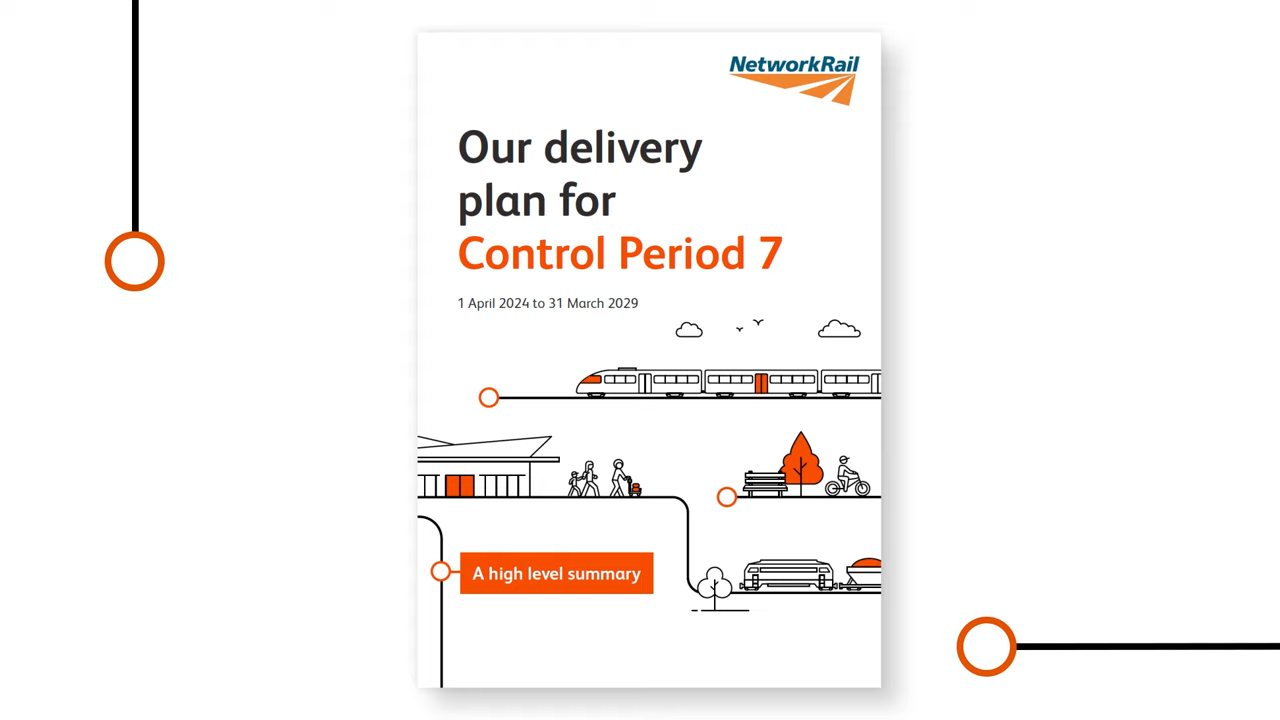 NetworkRail
Our delivery
plan for
Control Period 7
1 April 2024 to 31 March 2029
A high level summary